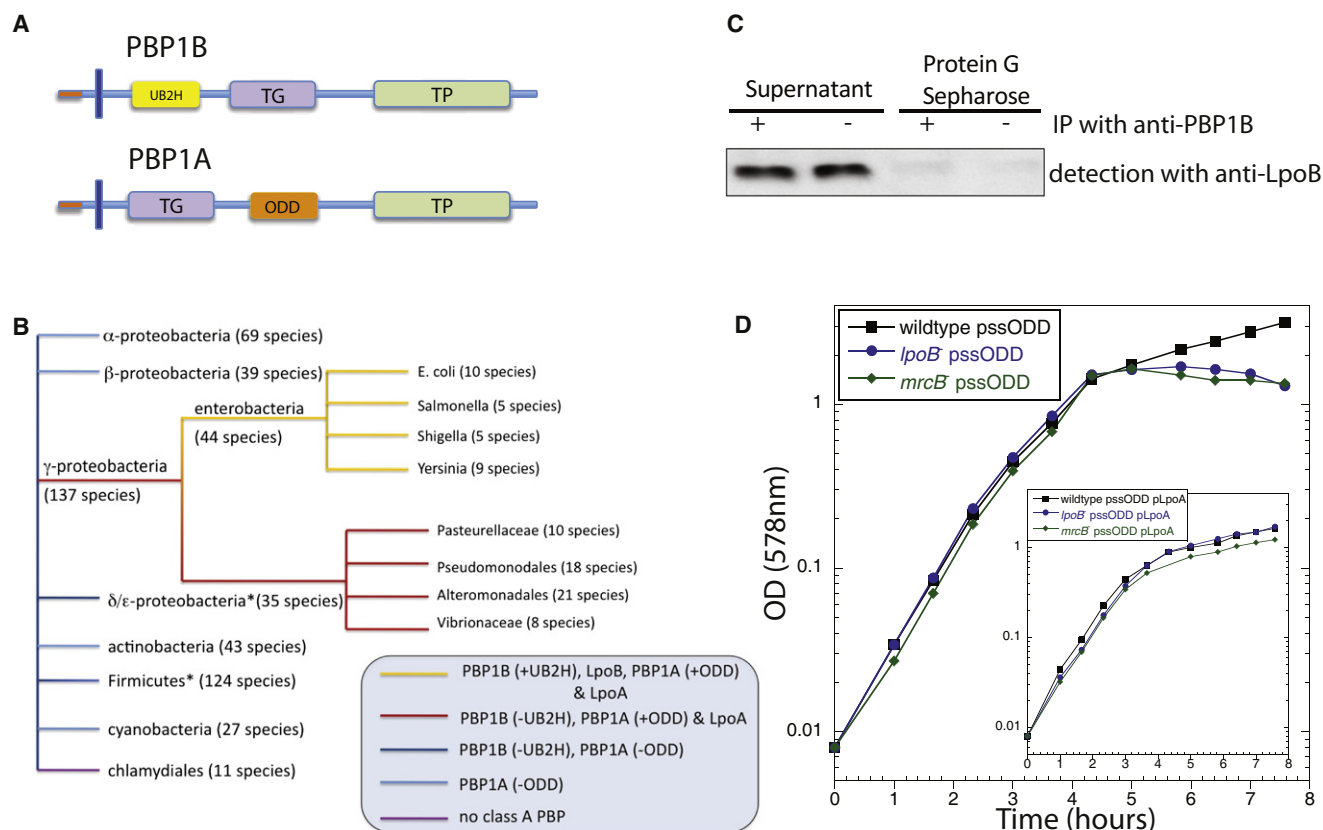 A
PBP1B
UB2H
TG
TP
PBP1A
TG
ODD
TP
B
α-proteobacteria (69 species)
β-proteobacteria (39 species)
enterobacteria
(44 species)
E. coli (10 species)
Salmonella (5 species)
Shigella (5 species)
Yersinia (9 species)
γ-proteobacteria
(137 species)
Pasteurellaceae (10 species)
Pseudomonodales (18 species)
Alteromonadales (21 species)
Vibrionaceae (8 species)
δ/ε-proteobacteria*(35 species)
actinobacteria (43 species)
Firmicutes* (124 species)
cyanobacteria (27 species)
chlamydiales (11 species)
PBP1B (+UB2H), LpoB, PBP1A (+ODD)
& LpoA
PBP1B (-UB2H), PBP1A (+ODD) & LpoA
PBP1B (-UB2H), PBP1A (-ODD)
PBP1A (-ODD)
no class A PBP
C
Supernatant
Protein G
Sepharose
+ - + - IP with anti-PBP1B
detection with anti-LpoB
D
wildtype pssODD
lpoB- pssODD
mrcB- pssODD
OD (578nm)
1
0.1
0.01
0 1 2 3 4 5 6 7 8
Time (hours)
wildtype pssODD pLpoA
lpoB- pssODD pLpoA
mrcB- pssODD pLpoA
1
0.1
0.01
0 1 2 3 4 5 6 7 8